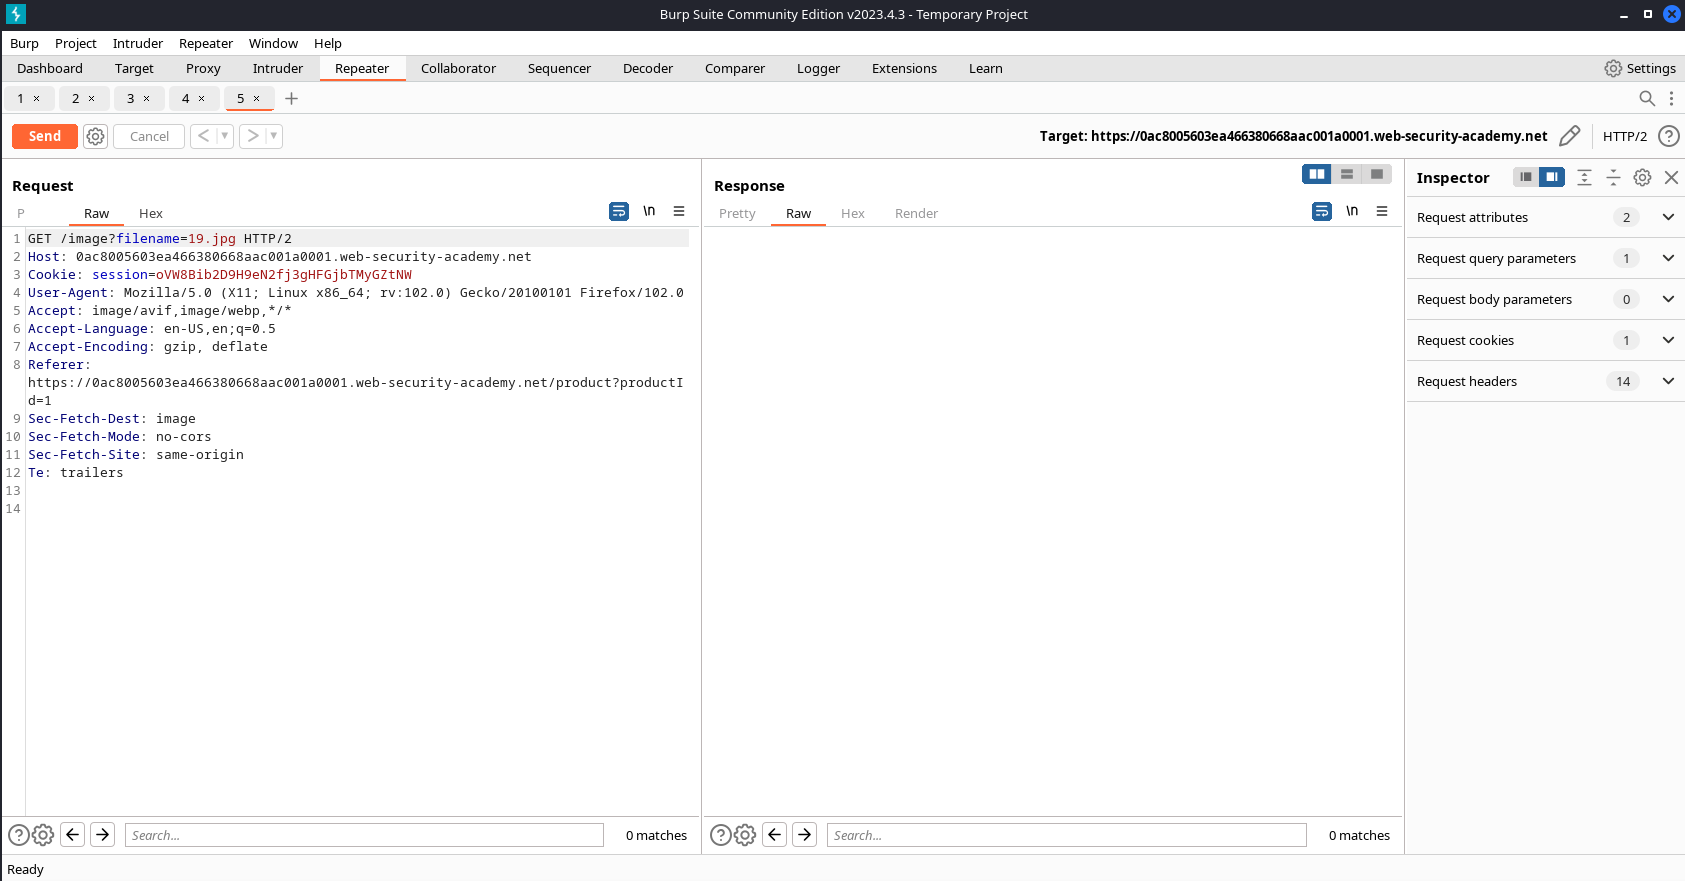 Burp Suite Community Edition v2023.4.3 - Temporary Project
Burp Project Intruder Repeater Window Help
Dashboard Target Proxy Intruder Repeater Collaborator Sequencer Decoder Comparer Logger Extensions Learn Settings
1 × 2 × 3 × 4 × 5 × +
Send Cancel < > Target: https://0ac8005603ea466380668aac001a0001.web-security-academy.net HTTP/2 ?
Request
P Raw Hex \n
1 GET /image?filename=19.jpg HTTP/2
2 Host: 0ac8005603ea466380668aac001a0001.web-security-academy.net
3 Cookie: session=oVW8Bib2D9H9eN2fj3gHFGjbTMyGZtNW
4 User-Agent: Mozilla/5.0 (X11; Linux x86_64; rv:102.0) Gecko/20100101 Firefox/102.0
5 Accept: image/avif,image/webp,*/*
6 Accept-Language: en-US,en;q=0.5
7 Accept-Encoding: gzip, deflate
8 Referer:
https://0ac8005603ea466380668aac001a0001.web-security-academy.net/product?productI
d=1
9 Sec-Fetch-Dest: image
10 Sec-Fetch-Mode: no-cors
11 Sec-Fetch-Site: same-origin
12 Te: trailers
13
14
? Search... 0 matches
Response
Pretty Raw Hex Render \n
? Search... 0 matches
Inspector
Request attributes 2
Request query parameters 1
Request body parameters 0
Request cookies 1
Request headers 14
Ready